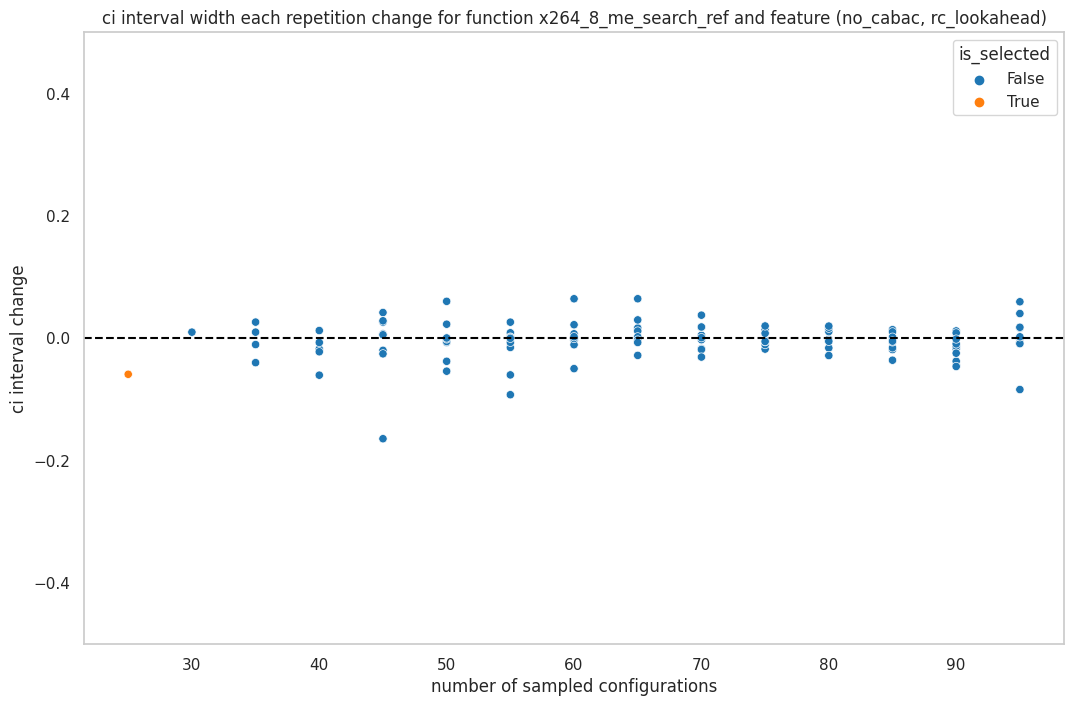 ci interval width each repetition change for function x264_8_me_search_ref and feature (no_cabac, rc_lookahead)
is_selected
False
True
ci interval change
0.4
0.2
0.0
−0.2
−0.4
30 40 50 60 70 80 90
number of sampled configurations